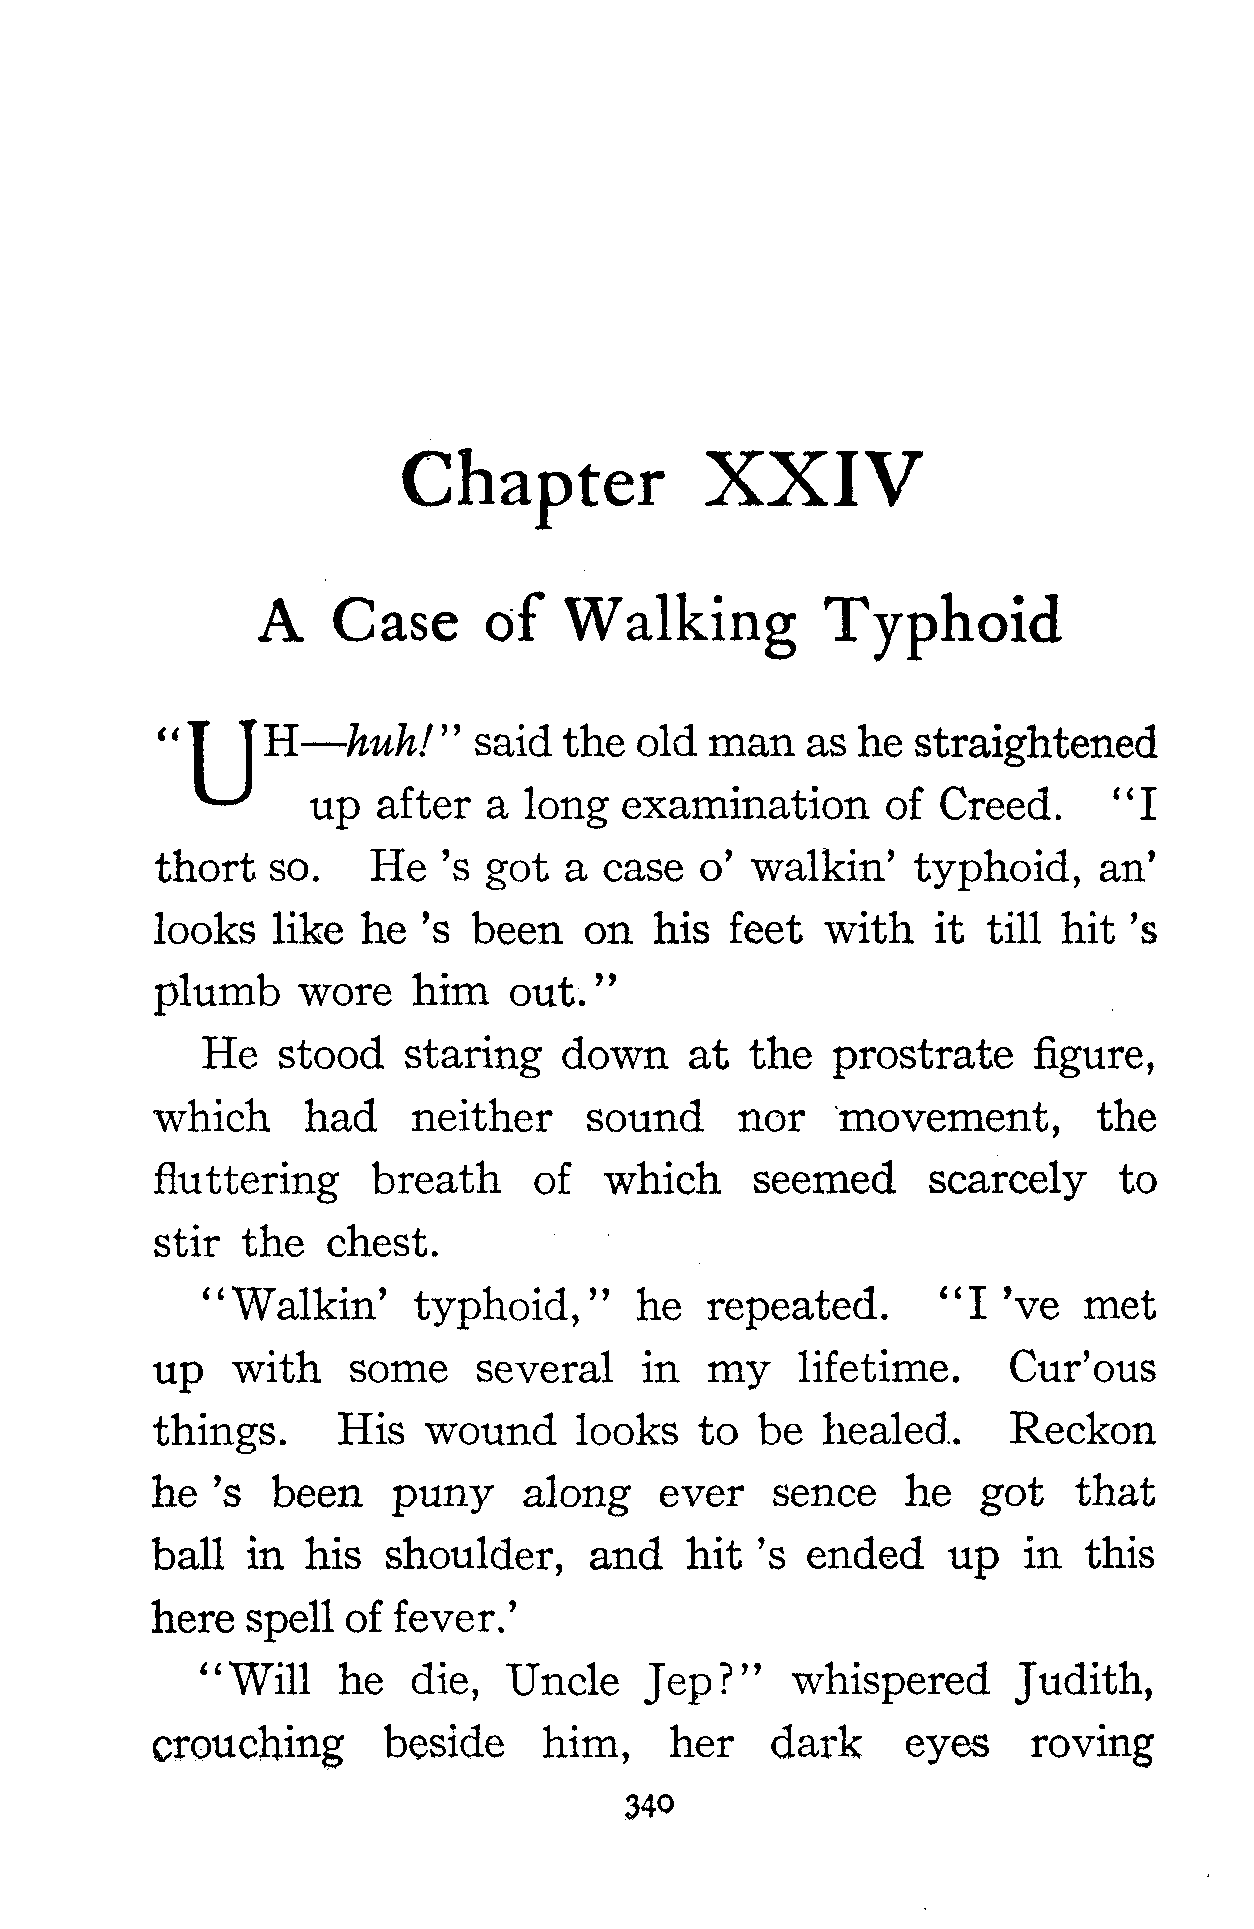 Chapter XXIV
A Case of Walking Typhoid
"UH—huh!" said the old man as he straightened
up after a long examination of Creed. "I
thort so. He 's got a case o' walkin' typhoid, an'
looks like he 's been on his feet with it till hit 's
plumb wore him out."
He stood staring down at the prostrate figure,
which had neither sound nor movement, the
fluttering breath of which seemed scarcely to
stir the chest.
"Walkin' typhoid," he repeated. "I 've met
up with some several in my lifetime. Cur'ous
things. His wound looks to be healed. Reckon
he 's been puny along ever sence he got that
ball in his shoulder, and hit 's ended up in this
here spell of fever.'
"Will he die, Uncle Jep?" whispered Judith,
crouching beside him, her dark eyes roving
340